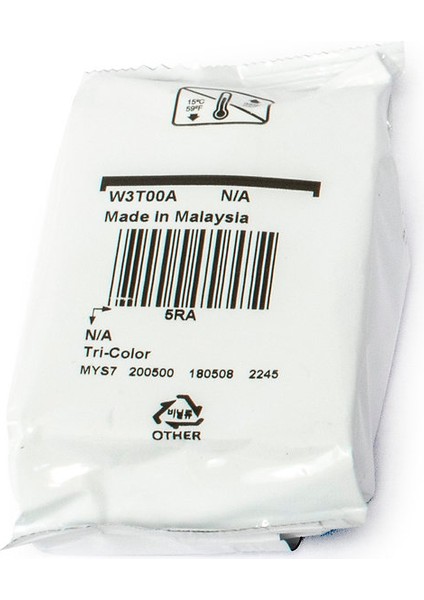 15°C
59°F
W3T00A N/A
Made In Malaysia
5RA
N/A
Tri-Color
MYS7 200500 180508 2245
비닐류
OTHER